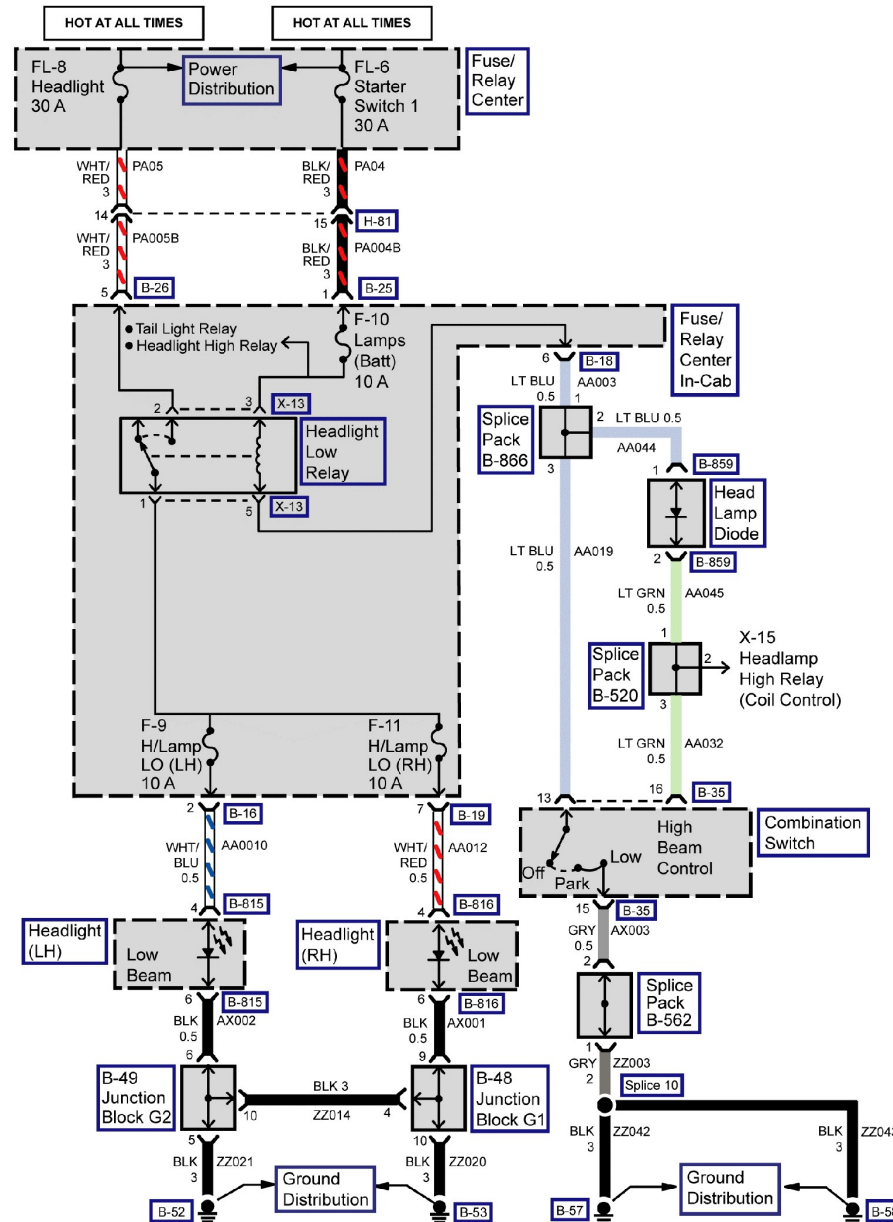 HOT AT ALL TIMES
HOT AT ALL TIMES
FL-8
Headlight
30 A
Power
Distribution
FL-6
Starter
Switch 1
30 A
Fuse/
Relay
Center
WHT/
RED
3
PA05
BLK/
RED
3
PA04
14
15
H-81
WHT/
RED
3
PA005B
BLK/
RED
3
PA004B
5
B-26
1
B-25
Tail Light Relay
Headlight High Relay
F-10
Lamps
(Batt)
10 A
Fuse/
Relay
Center
In-Cab
6
B-18
LT BLU
0.5
AA003
2
3
X-13
Headlight
Low
Relay
1
5
X-13
Splice
Pack
B-866
1
2
3
LT BLU 0.5
AA044
1
B-859
Head
Lamp
Diode
2
B-859
LT BLU
0.5
AA019
LT GRN
0.5
AA045
1
Splice
Pack
B-520
2
3
X-15
Headlamp
High Relay
(Coil Control)
LT GRN
0.5
AA032
F-9
H/Lamp
LO (LH)
10 A
F-11
H/Lamp
LO (RH)
10 A
13
16
B-35
2
B-16
7
B-19
High
Beam
Control
Off
Park
Low
Combination
Switch
WHT/
BLU
0.5
AA0010
WHT/
RED
0.5
AA012
4
B-815
4
B-816
15
B-35
GRY
0.5
AX003
2
Headlight
(LH)
Low
Beam
Headlight
(RH)
Low
Beam
6
B-815
6
B-816
Splice
Pack
B-562
BLK
0.5
AX002
BLK
0.5
AX001
6
9
1
GRY
2
ZZ003
B-49
Junction
Block G2
10
BLK 3
ZZ014
4
B-48
Junction
Block G1
Splice 10
5
10
BLK
3
ZZ021
BLK
3
ZZ020
BLK
3
ZZ042
BLK
3
ZZ043
Ground
Distribution
Ground
Distribution
B-52
B-53
B-57